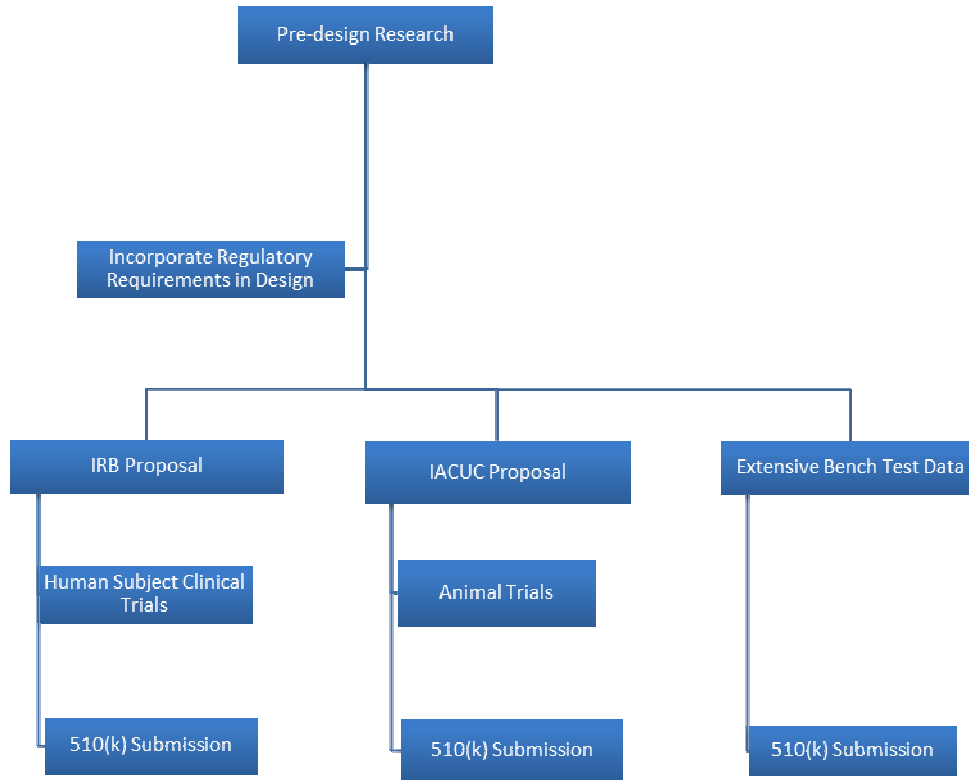 Pre-design Research
Incorporate Regulatory
Requirements in Design
IRB Proposal
IACUC Proposal
Extensive Bench Test Data
Human Subject Clinical
Trials
Animal Trials
510(k) Submission
510(k) Submission
510(k) Submission